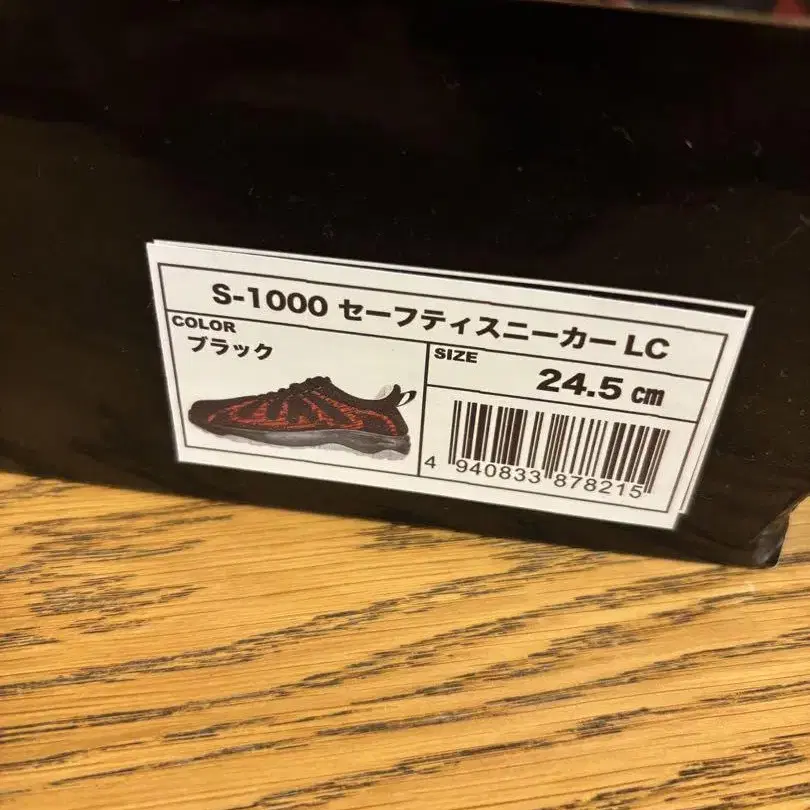 S-1000 セーフティスニーカー LC
COLOR
ブラック
SIZE
24.5 cm
4 940833 878215